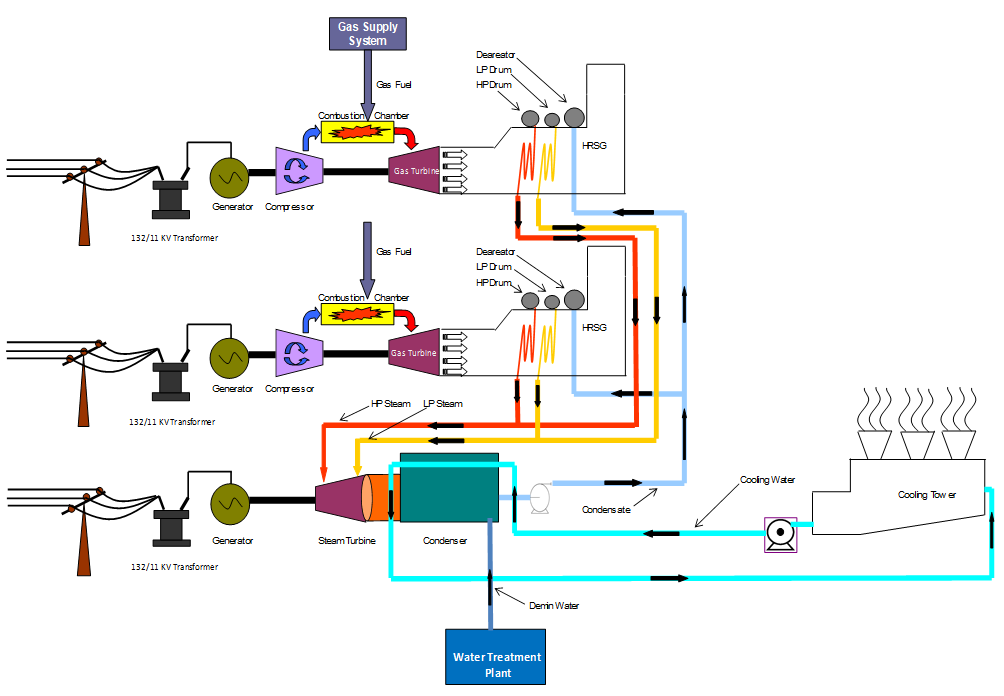 Gas Supply
System
Gas Fuel
Deareator
LP Drum
HP Drum
Combustion Chamber
HRSG
Gas Turbine
Generator
Compressor
132/11 KV Transformer
Gas Fuel
Deareator
LP Drum
HP Drum
Combustion Chamber
HRSG
Gas Turbine
Generator
Compressor
132/11 KV Transformer
HP Steam
LP Steam
Cooling Water
Cooling Tower
Condensate
Generator
Steam Turbine
Condenser
132/11 KV Transformer
Demin Water
Water Treatment
Plant